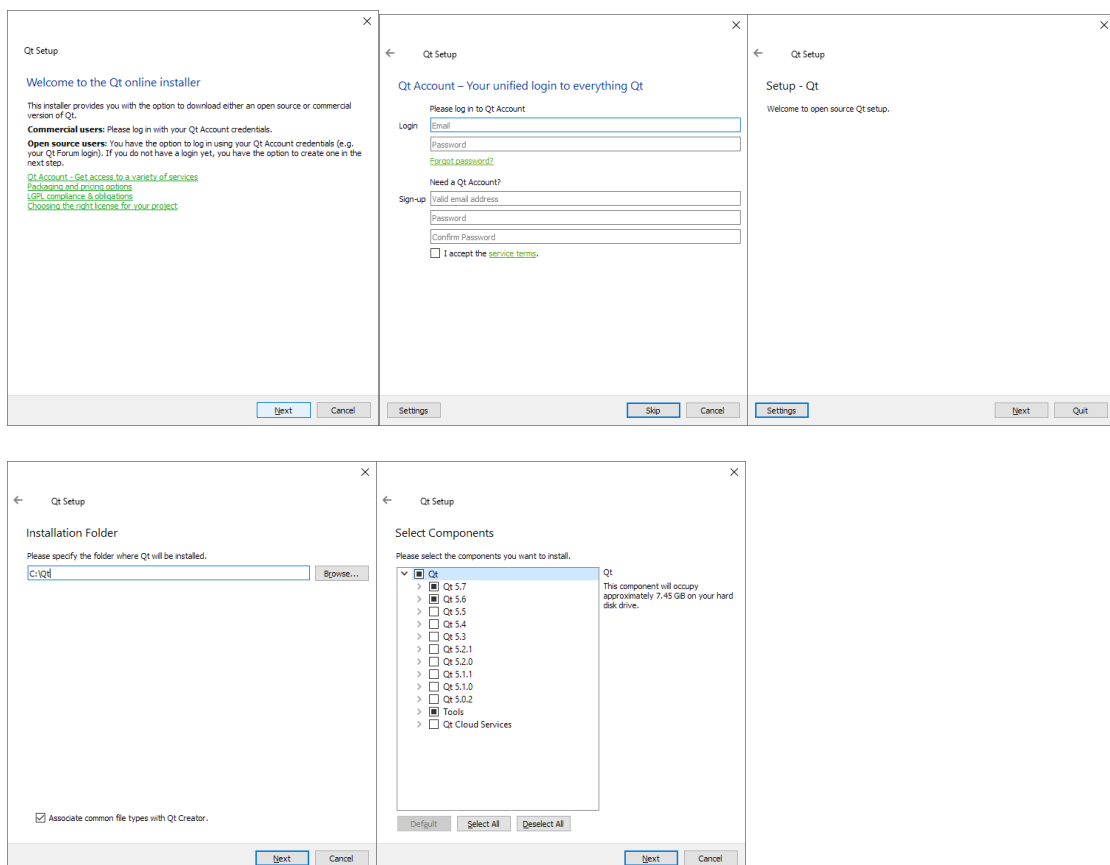 Qt Setup
Welcome to the Qt online installer
This installer provides you with the option to download either an open source or commercial
version of Qt.
Commercial users: Please log in with your Qt Account credentials.
Open source users: You have the option to log in using your Qt Account credentials (e.g.
your Qt Forum login). If you do not have a login yet, you have the option to create one in the
next step.
Qt Account - Get access to a variety of services
Packaging and pricing options
LGPL compliance & obligations
Choosing the right license for your project
Next Cancel
Qt Setup
Qt Account – Your unified login to everything Qt
Please log in to Qt Account
Login Email
Password
Forgot password?
Need a Qt Account?
Sign-up Valid email address
Password
Confirm Password
I accept the service terms.
Settings Skip Cancel
Qt Setup
Setup - Qt
Welcome to open source Qt setup.
Settings Next Quit
Qt Setup
Installation Folder
Please specify the folder where Qt will be installed.
C:\Qt Browse...
Associate common file types with Qt Creator.
Next Cancel
Qt Setup
Select Components
Please select the components you want to install.
Qt
Qt 5.7
Qt 5.6
Qt 5.5
Qt 5.4
Qt 5.3
Qt 5.2.1
Qt 5.2.0
Qt 5.1.1
Qt 5.1.0
Qt 5.0.2
Tools
Qt Cloud Services
Qt
This component will occupy
approximately 7.45 GB on your hard
disk drive.
Default Select All Deselect All
Next Cancel